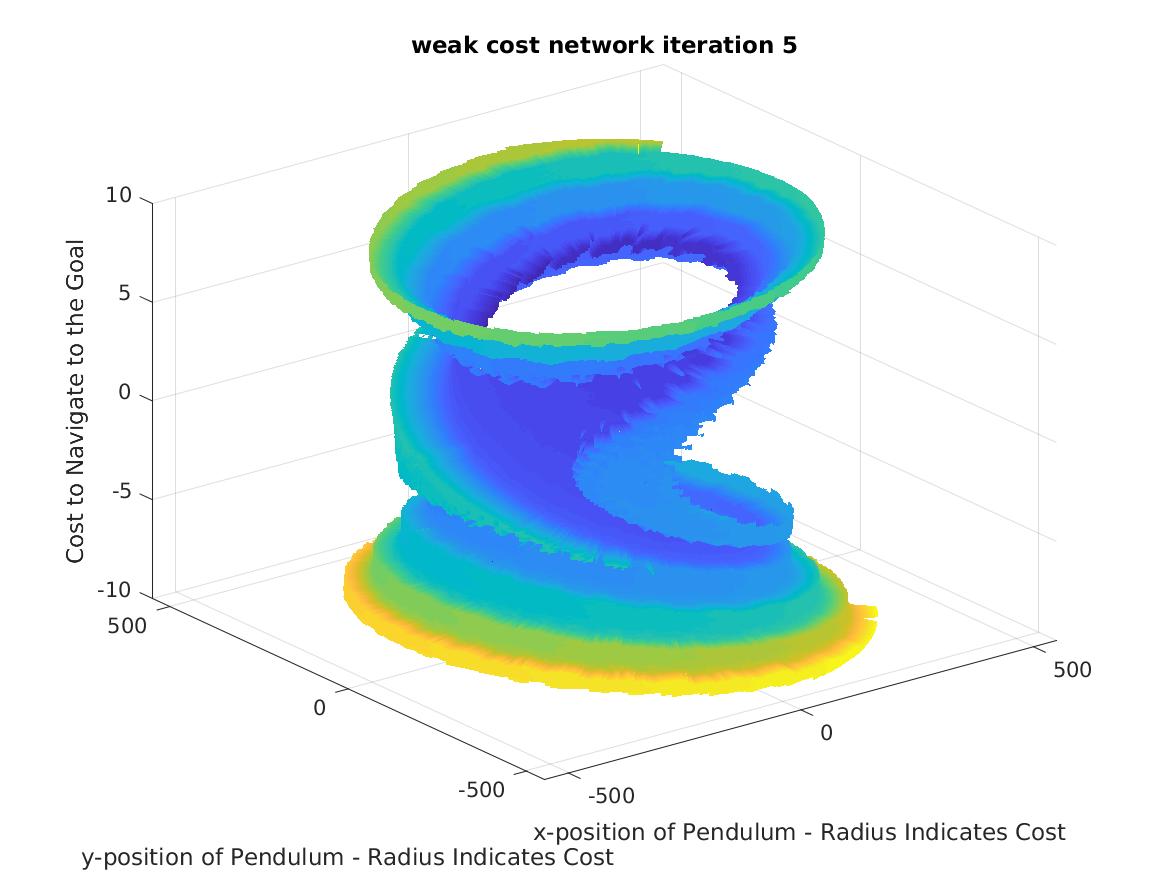 weak cost network iteration 5
10
5
0
-5
-10
Cost to Navigate to the Goal
500
0
-500
-500
0
500
x-position of Pendulum - Radius Indicates Cost
y-position of Pendulum - Radius Indicates Cost